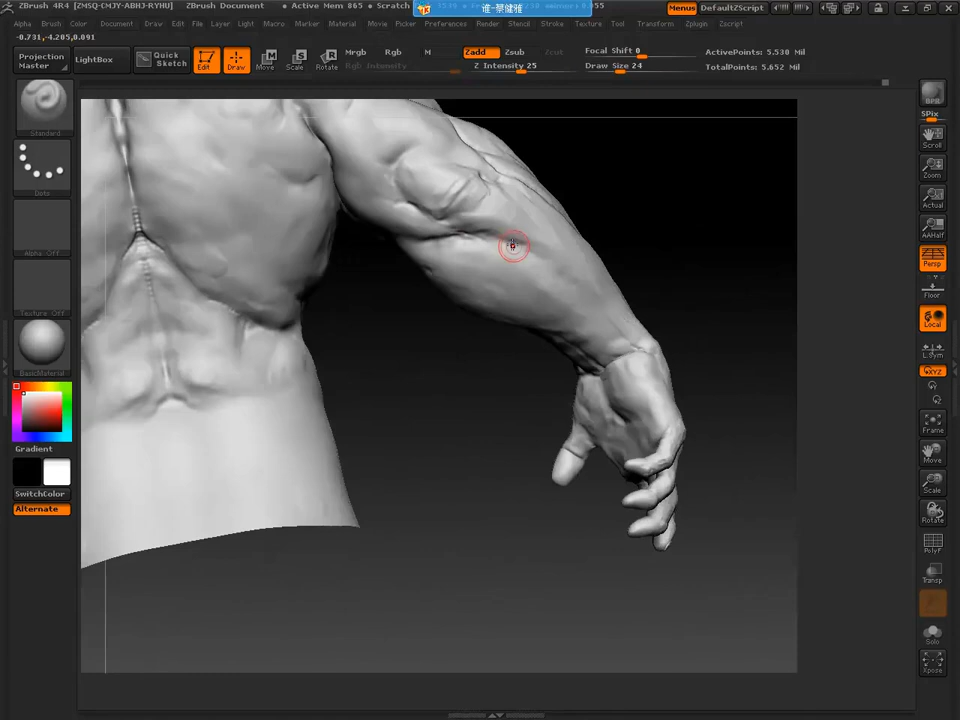 ZBrush 4R4 [ZMSQ-CMJY-ABHJ-RYHU] ZBrush Document • Active Mem 865 • Scratch
Menus DefaultZScript
Alpha Brush Color Document Draw Edit File Layer Light Macro Marker Material Movie Picker Preferences Render Stencil Stroke Texture Tool Transform Zplugin Zscript
-0.731,-4.205,0.091
Projection Master
LightBox
Quick Sketch
Edit Draw Move Scale Rotate
Mrgb Rgb M
Rgb Intensity
Zadd Zsub Zcut
Z Intensity 25
Focal Shift 0
Draw Size 24
ActivePoints: 5.530 Mil
TotalPoints: 5.652 Mil
Standard
Dots
Alpha Off
Texture Off
BasicMaterial
Gradient
SwitchColor
Alternate
BPR
SPix
Scroll
Zoom
Actual
AAHalf
Persp
Floor
Local
L.Sym
XYZ
Frame
Move
Scale
Rotate
PolyF
Transp
Solo
Xpose